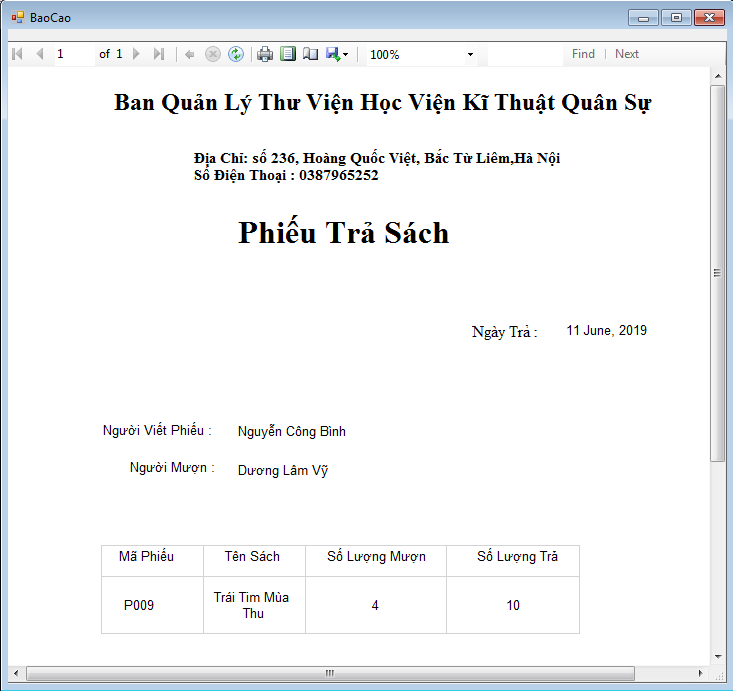 BaoCao
1 of 1 100% Find | Next
Ban Quản Lý Thư Viện Học Viện Kĩ Thuật Quân Sự
Địa Chỉ: số 236, Hoàng Quốc Việt, Bắc Từ Liêm,Hà Nội
Số Điện Thoại : 0387965252
Phiếu Trả Sách
Ngày Trả : 11 June, 2019
Người Viết Phiếu : Nguyễn Công Bình
Người Mượn : Dương Lâm Vỹ
Mã Phiếu Tên Sách Số Lượng Mượn Số Lượng Trả
P009 Trái Tim Mùa 4 10
Thu